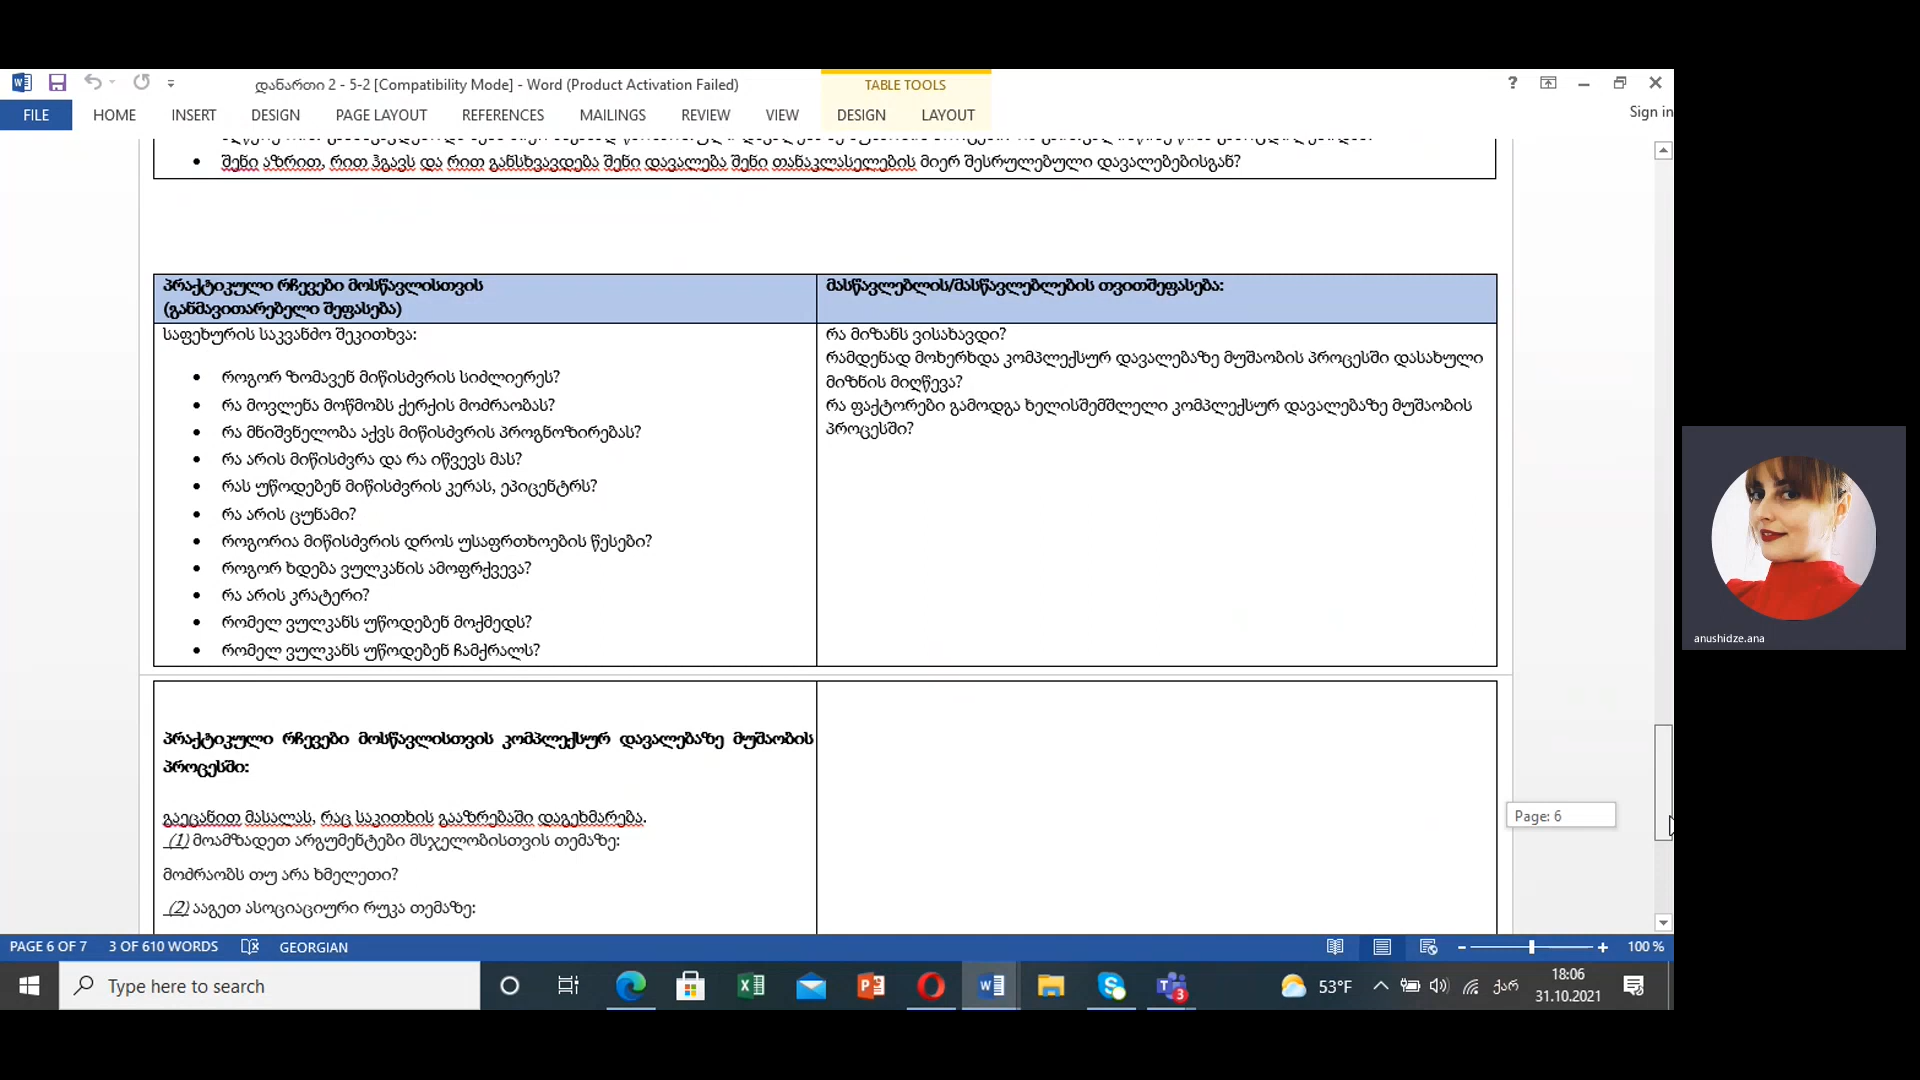 დანართი 2 - 5-2 [Compatibility Mode] - Word (Product Activation Failed)
TABLE TOOLS
?
FILE HOME INSERT DESIGN PAGE LAYOUT REFERENCES MAILINGS REVIEW VIEW DESIGN LAYOUT Sign in
• შენი აზრით, რით ჰგავს და რით განსხვავდება შენი დავალება შენი თანაკლასელების მიერ შესრულებული დავალებებისგან?
პრაქტიკული რჩევები მოსწავლისთვის
(განმავითარებელი შეფასება)
მასწავლებლის/მასწავლებლების თვითშეფასება:
საფეხურის საკვანძო შეკითხვა:
• როგორ ზომავენ მიწისძვრის სიძლიერეს?
• რა მოვლენა მოწმობს ქერქის მოძრაობას?
• რა მნიშვნელობა აქვს მიწისძვრის პროგნოზირებას?
• რა არის მიწისძვრა და რა იწვევს მას?
• რას უწოდებენ მიწისძვრის კერას, ეპიცენტრს?
• რა არის ცუნამი?
• როგორია მიწისძვრის დროს უსაფრთხოების წესები?
• როგორ ხდება ვულკანის ამოფრქვევა?
• რა არის კრატერი?
• რომელ ვულკანს უწოდებენ მოქმედს?
• რომელ ვულკანს უწოდებენ ჩამქრალს?
რა მიზანს ვისახავდი?
რამდენად მოხერხდა კომპლექსურ დავალებაზე მუშაობის პროცესში დასახული
მიზნის მიღწევა?
რა ფაქტორები გამოდგა ხელისშემშლელი კომპლექსურ დავალებაზე მუშაობის
პროცესში?
პრაქტიკული რჩევები მოსწავლისთვის კომპლექსურ დავალებაზე მუშაობის
პროცესში:
გაეცანით მასალას, რაც საკითხის გააზრებაში დაგეხმარება.
(1) მოამზადეთ არგუმენტები მსჯელობისთვის თემაზე:
მოძრაობს თუ არა ხმელეთი?
(2) ააგეთ ასოციაციური რუკა თემაზე:
Page: 6
anushidze.ana
PAGE 6 OF 7 3 OF 610 WORDS GEORGIAN 100 %
Type here to search
3
53°F
ქარ
18:06
31.10.2021